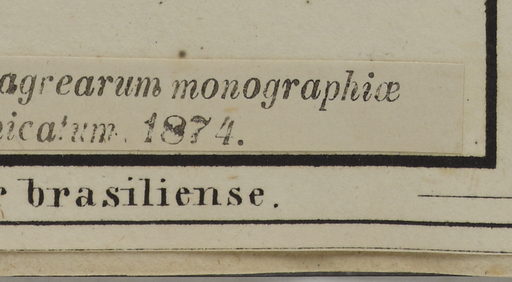 agrearum monographiæ
icatum. 1874.
r brasiliense.